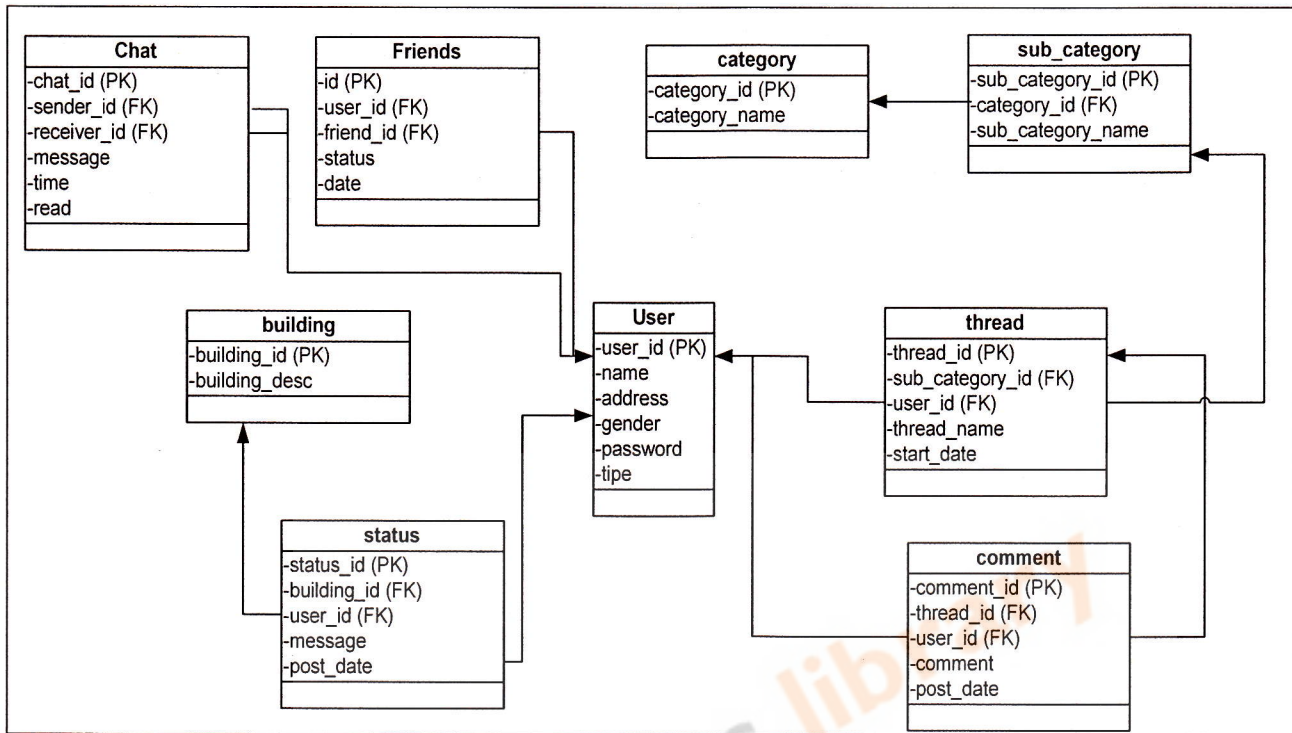 Chat
-chat_id (PK)
-sender_id (FK)
-receiver_id (FK)
-message
-time
-read
Friends
-id (PK)
-user_id (FK)
-friend_id (FK)
-status
-date
category
-category_id (PK)
-category_name
sub_category
-sub_category_id (PK)
-category_id (FK)
-sub_category_name
building
-building_id (PK)
-building_desc
User
-user_id (PK)
-name
-address
-gender
-password
-tipe
thread
-thread_id (PK)
-sub_category_id (FK)
-user_id (FK)
-thread_name
-start_date
status
-status_id (PK)
-building_id (FK)
-user_id (FK)
-message
-post_date
comment
-comment_id (PK)
-thread_id (FK)
-user_id (FK)
-comment
-post_date
library